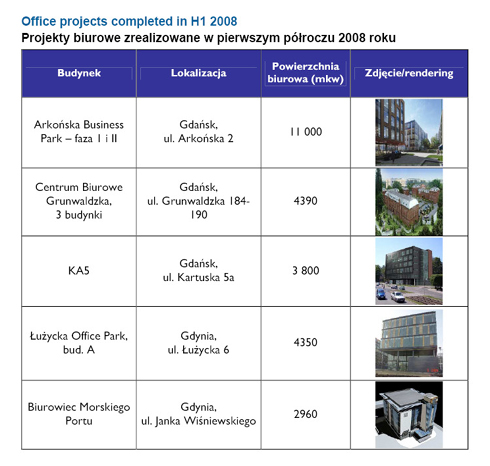 Office projects completed in H1 2008
Projekty biurowe zrealizowane w pierwszym półroczu 2008 roku
Budynek
Lokalizacja
Powierzchnia
biurowa (mkw)
Zdjęcie/rendering
Arkońska Business
Park – faza 1 i II
Gdańsk,
ul. Arkońska 2
11 000
Centrum Biurowe
Grunwaldzka,
3 budynki
Gdańsk,
ul. Grunwaldzka 184-
190
4390
KA5
Gdańsk,
ul. Kartuska 5a
3 800
Łużycka Office Park,
bud. A
Gdynia,
ul. Łużycka 6
4350
Biurowiec Morskiego
Portu
Gdynia,
ul. Janka Wiśniewskiego
2960